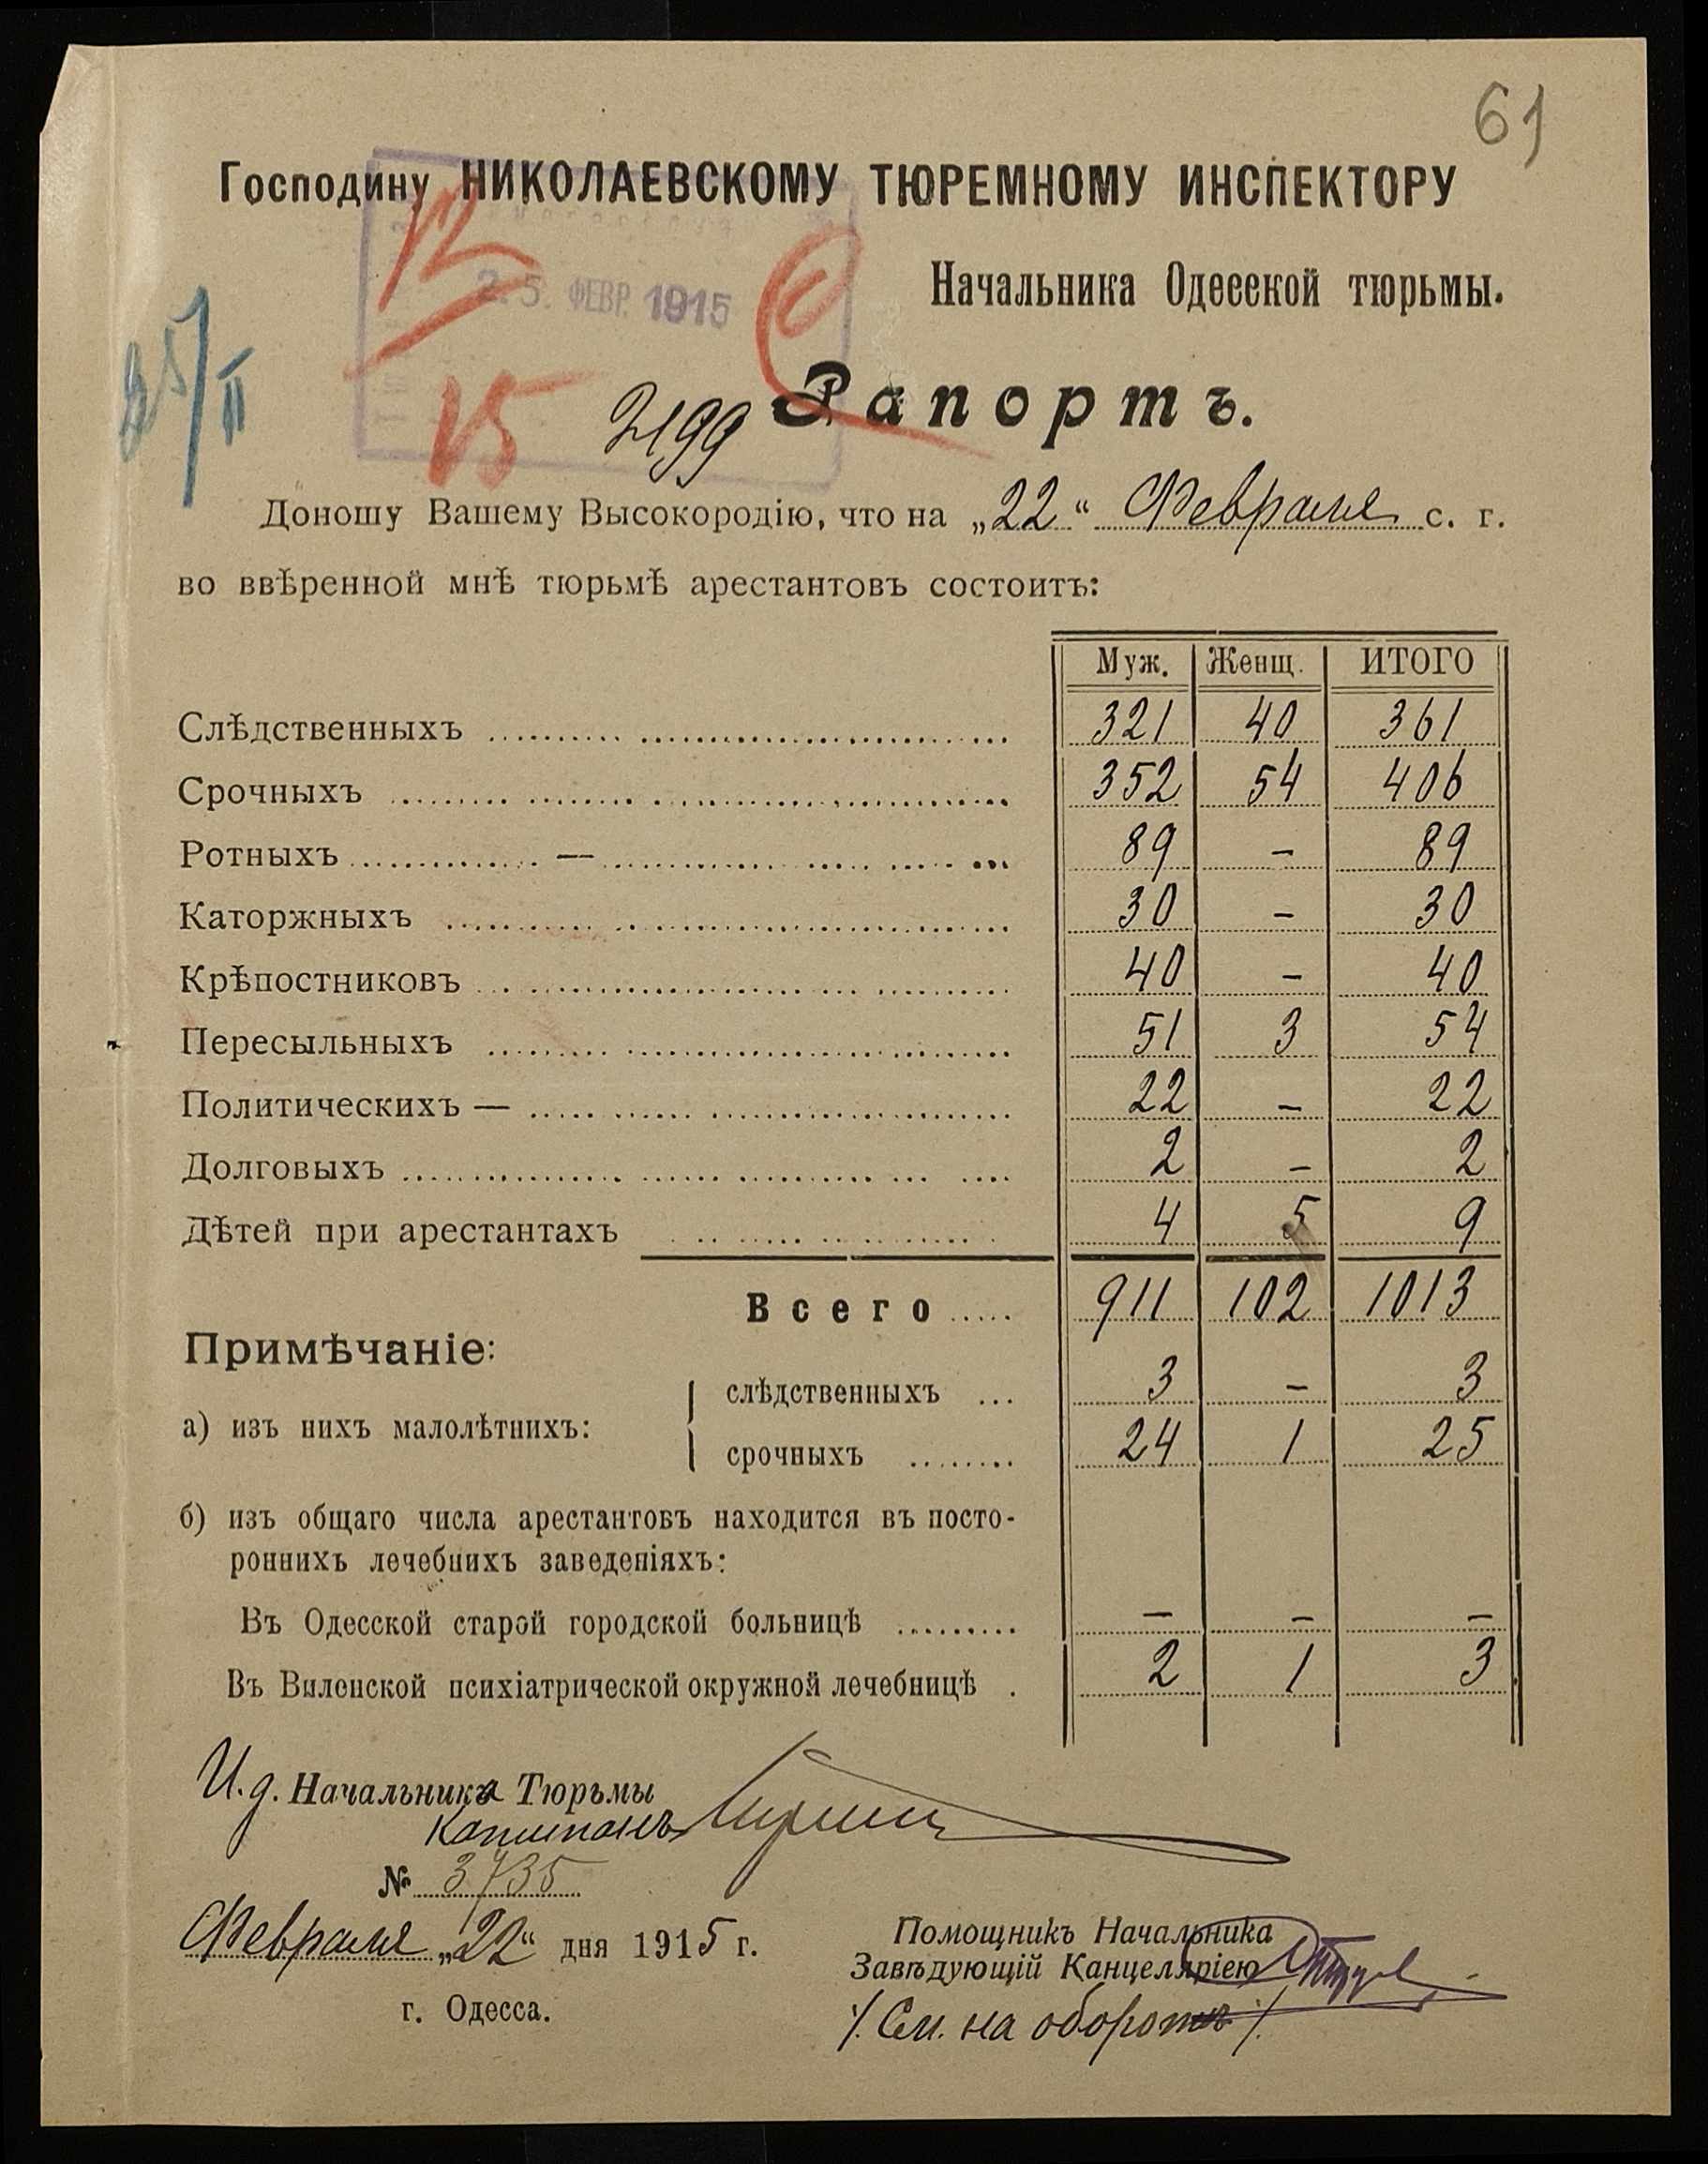 61
Господину НИКОЛАЕВСКОМУ ТЮРЕМНОМУ ИНСПЕКТОРУ
Начальника Одесской тюрьмы.
25. ФЕВР. 1915
12
15
25/II
2199
Рапортъ.
Доношу Вашему Высокородію, что на „22“ Февраля с. г.
во ввѣренной мнѣ тюрьмѣ арестантовъ состоитъ:
Муж. Женщ. ИТОГО
Слѣдственныхъ 321 40 361
Срочныхъ 352 54 406
Ротныхъ — 89 – 89
Каторжныхъ 30 – 30
Крѣпостниковъ 40 – 40
Пересыльныхъ 51 3 54
Политическихъ — 22 – 22
Долговыхъ 2 – 2
Дѣтей при арестантахъ 4 5 9
Всего 911 102 1013
Примѣчаніе:
а) изъ нихъ малолѣтнихъ:
слѣдственныхъ 3 – 3
срочныхъ 24 1 25
б) изъ общаго числа арестантовъ находится въ посто-
роннихъ лечебныхъ заведеніяхъ:
Въ Одесской старой городской больницѣ – – –
Въ Виленской психіатрической окружной лечебницѣ 2 1 3
И.д. Начальника Тюрьмы
Капитанъ
№ 3735
Февраля „22“ дня 1915 г.
г. Одесса.
Помощникъ Начальника
Завѣдующій Канцеляріею
/. См. на оборотѣ ./